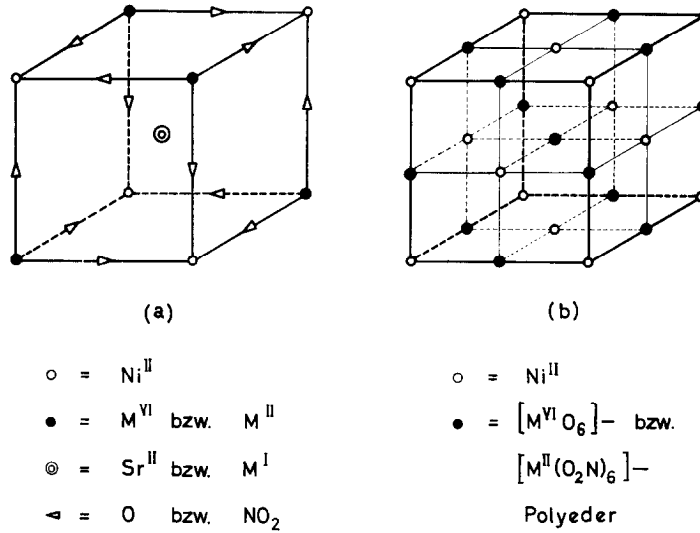 (a)
(b)
○ = Ni^II
● = M^VI bzw. M^II
◎ = Sr^II bzw. M^I
◅ = O bzw. NO₂
○ = Ni^II
● = [M^VI O₆]− bzw.
[M^II(O₂N)₆]−
Polyeder